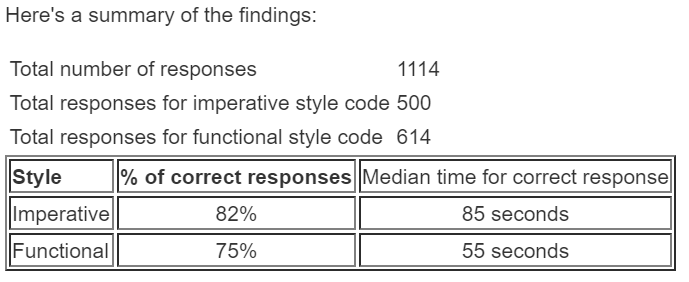 Here's a summary of the findings:
Total number of responses 1114
Total responses for imperative style code 500
Total responses for functional style code 614
Style % of correct responses Median time for correct response
Imperative 82% 85 seconds
Functional 75% 55 seconds